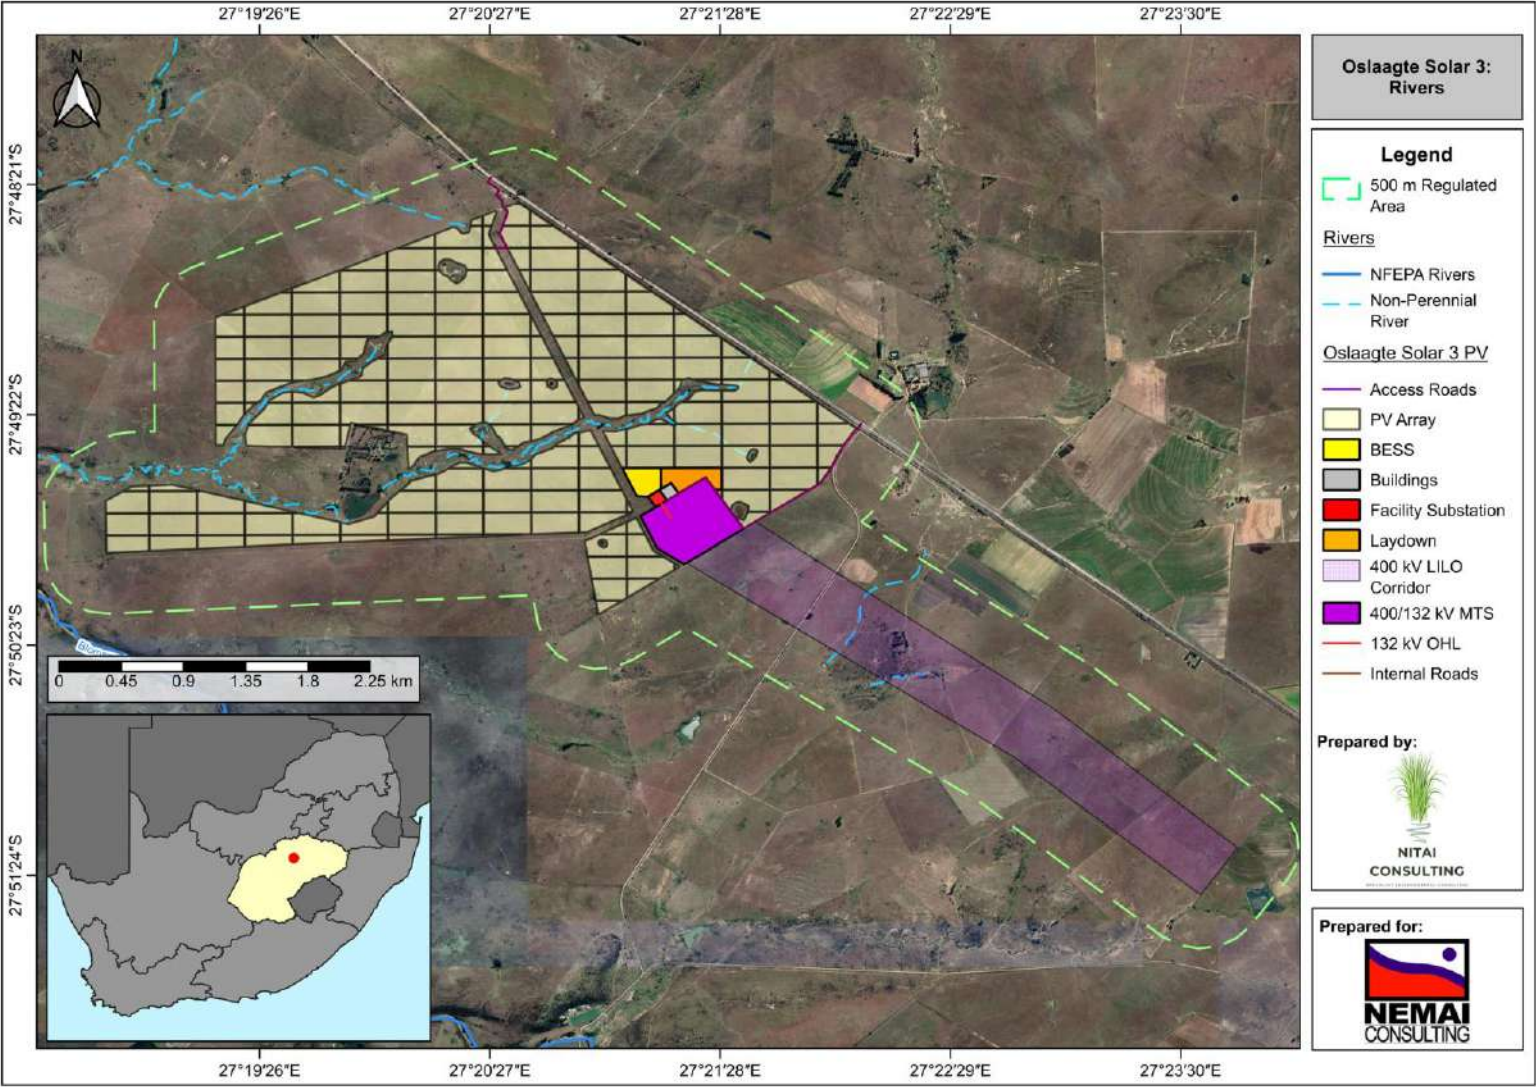 27°19'26"E 27°20'27"E 27°21'28"E 27°22'29"E 27°23'30"E
N
27°48'21"S
27°49'22"S
27°50'23"S
27°51'24"S
0 0.45 0.9 1.35 1.8 2.25 km
27°19'26"E 27°20'27"E 27°21'28"E 27°22'29"E 27°23'30"E
Oslaagte Solar 3:
Rivers
Legend
500 m Regulated
Area
Rivers
NFEPA Rivers
Non-Perennial
River
Oslaagte Solar 3 PV
Access Roads
PV Array
BESS
Buildings
Facility Substation
Laydown
400 kV LILO
Corridor
400/132 kV MTS
132 kV OHL
Internal Roads
Prepared by:
NITAI
CONSULTING
Prepared for:
NEMAI
CONSULTING